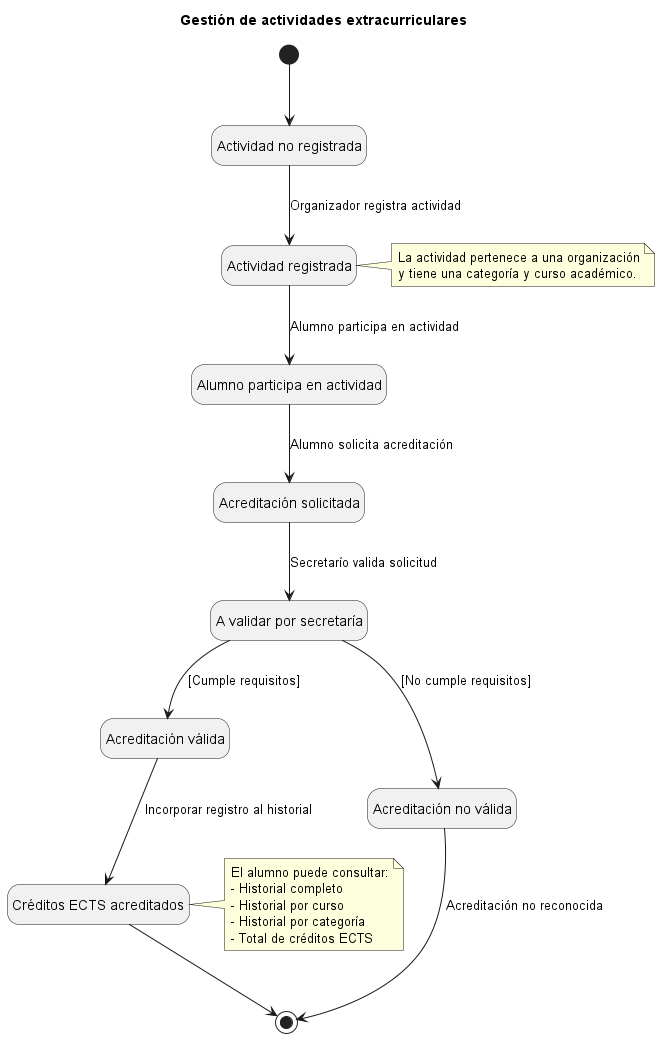 Gestión de actividades extracurriculares
Actividad no registrada
Organizador registra actividad
Actividad registrada
La actividad pertenece a una organización
y tiene una categoría y curso académico.
Alumno participa en actividad
Alumno participa en actividad
Alumno solicita acreditación
Acreditación solicitada
Secretarío valida solicitud
A validar por secretaría
[Cumple requisitos]
[No cumple requisitos]
Acreditación válida
Acreditación no válida
Incorporar registro al historial
Créditos ECTS acreditados
El alumno puede consultar:
- Historial completo
- Historial por curso
- Historial por categoría
- Total de créditos ECTS
Acreditación no reconocida